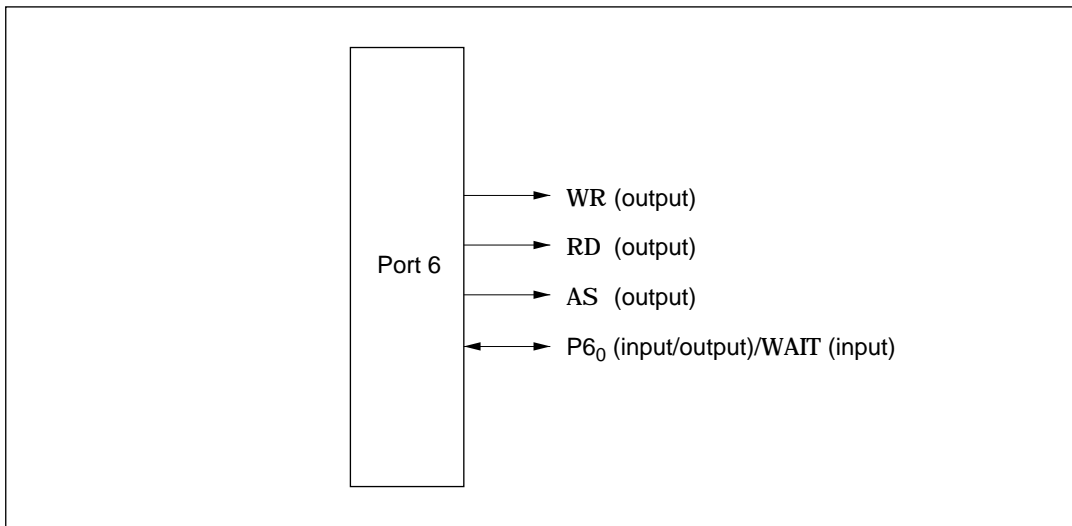 Port 6
WR (output)
RD (output)
AS (output)
P6₀ (input/output)/WAIT (input)